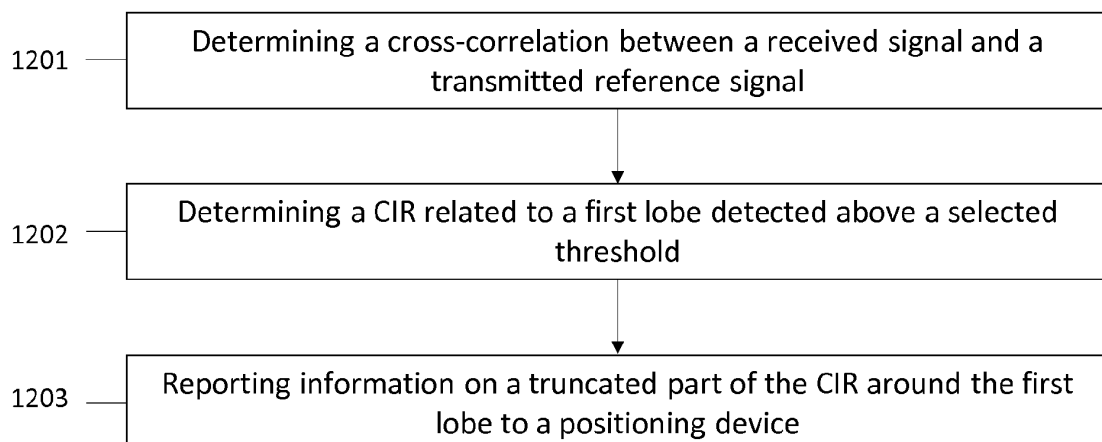 1201
Determining a cross-correlation between a received signal and a
transmitted reference signal
1202
Determining a CIR related to a first lobe detected above a selected
threshold
1203
Reporting information on a truncated part of the CIR around the first
lobe to a positioning device